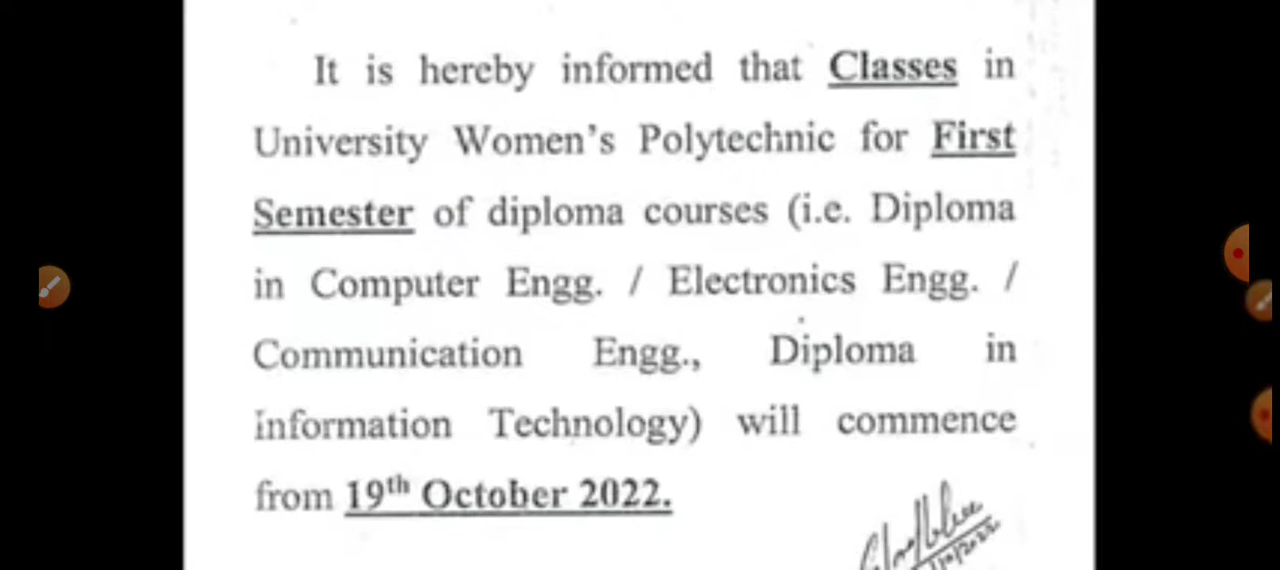 It is hereby informed that Classes in
University Women's Polytechnic for First
Semester of diploma courses (i.e. Diploma
in Computer Engg. / Electronics Engg. /
Communication Engg., Diploma in
Information Technology) will commence
from 19th October 2022.